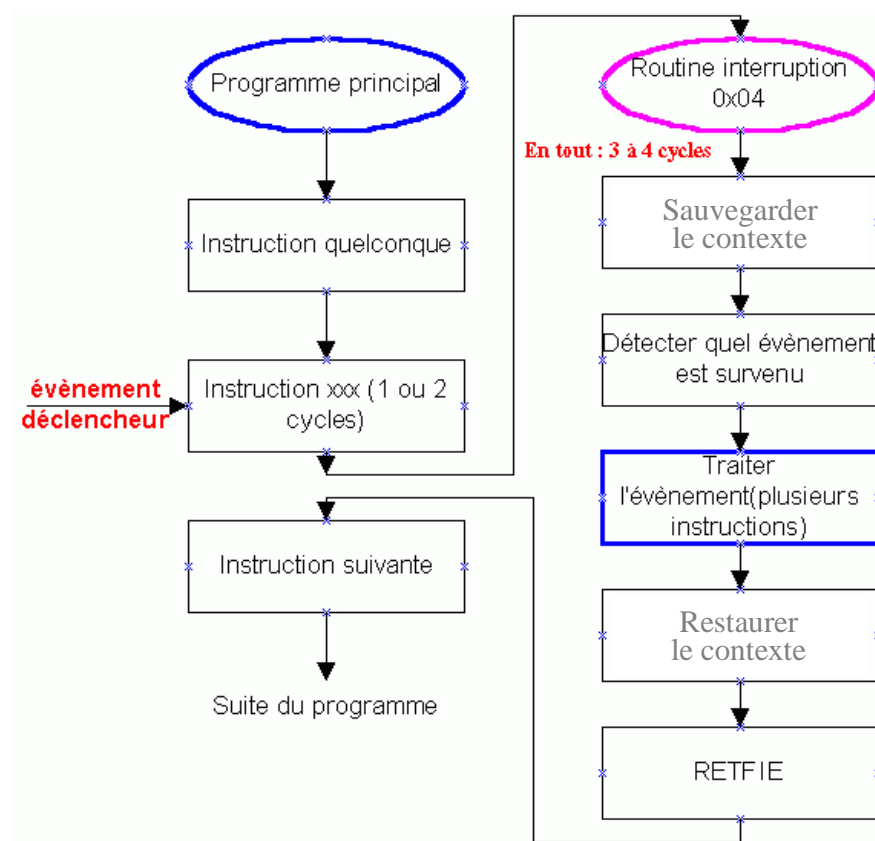 Programme principal
Instruction quelconque
évènement
déclencheur
Instruction xxx (1 ou 2
cycles)
Instruction suivante
Suite du programme
Routine interruption
0x04
En tout : 3 à 4 cycles
Sauvegarder
le contexte
Détecter quel évènement
est survenu
Traiter
l'évènement(plusieurs
instructions)
Restaurer
le contexte
RETFIE